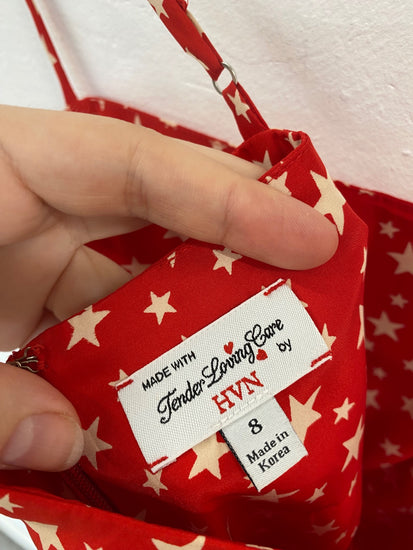 MADE WITH
Tender Loving Care
by
HVN
8
Made in
Korea